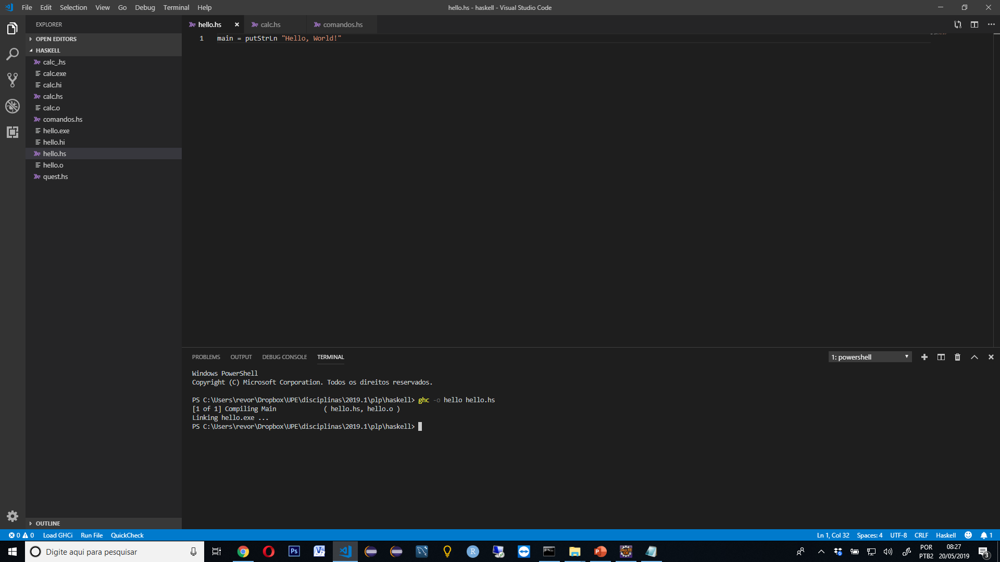 File Edit Selection View Go Debug Terminal Help
hello.hs - haskell - Visual Studio Code
EXPLORER
hello.hs
calc.hs
comandos.hs
OPEN EDITORS
1 main = putStrLn "Hello, World!"
HASKELL
calc_.hs
calc.exe
calc.hi
calc.hs
calc.o
comandos.hs
hello.exe
hello.hi
hello.hs
hello.o
quest.hs
PROBLEMS OUTPUT DEBUG CONSOLE TERMINAL
1: powershell
Windows PowerShell
Copyright (C) Microsoft Corporation. Todos os direitos reservados.
PS C:\Users\revor\Dropbox\UPE\disciplinas\2019.1\plp\haskell> ghc -o hello hello.hs
[1 of 1] Compiling Main ( hello.hs, hello.o )
Linking hello.exe ...
PS C:\Users\revor\Dropbox\UPE\disciplinas\2019.1\plp\haskell>
OUTLINE
0 0 Load GHCi Run File QuickCheck
Ln 1, Col 32 Spaces: 4 UTF-8 CRLF Haskell 1
Digite aqui para pesquisar
Ps
R
POR
PTB2
08:27
20/05/2019
3